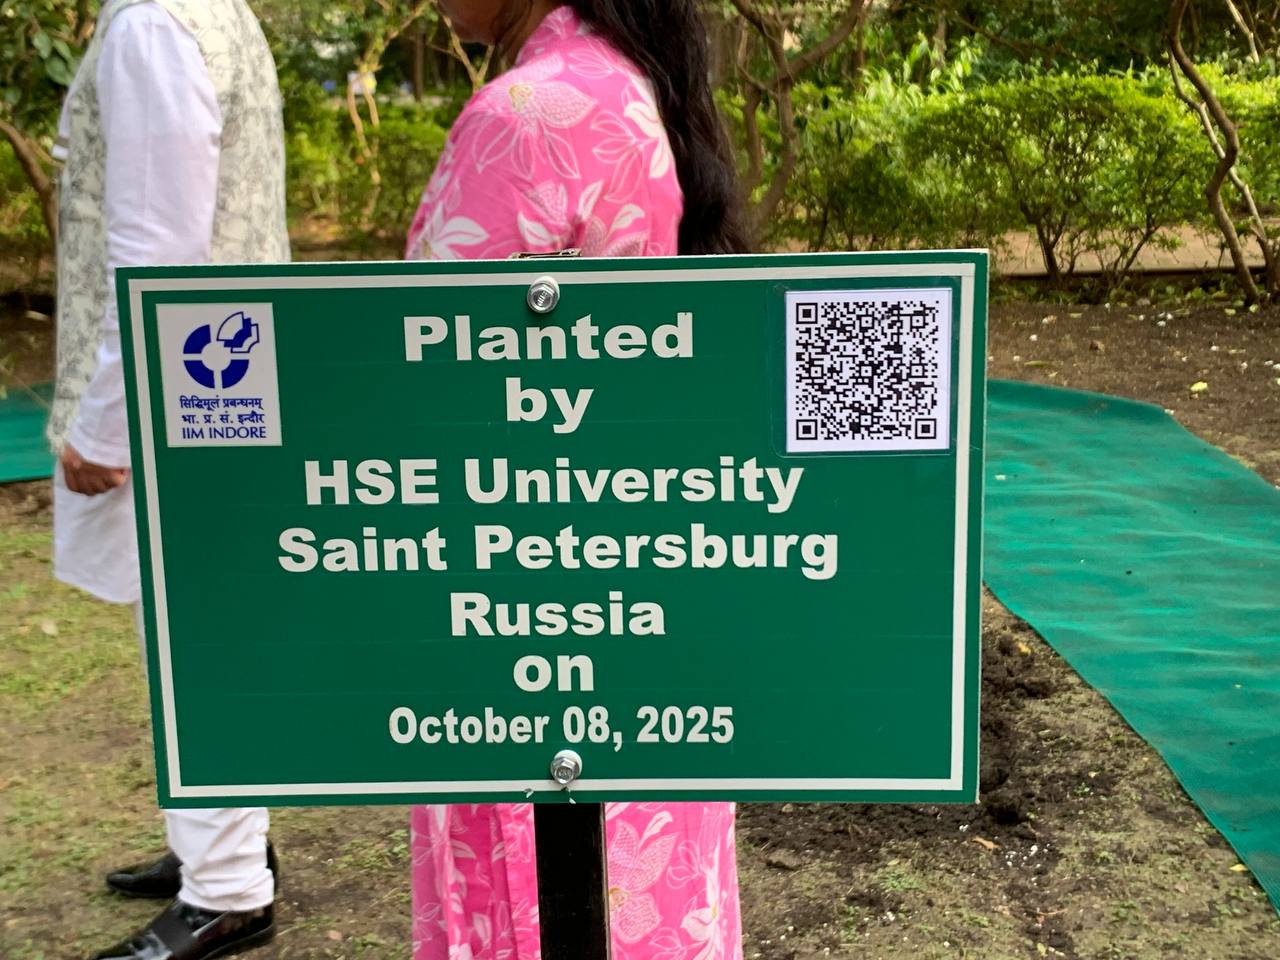 सिद्धिमूलं प्रबन्धनम्
भा. प्र. सं. इन्दौर
IIM INDORE
Planted
by
HSE University
Saint Petersburg
Russia
on
October 08, 2025